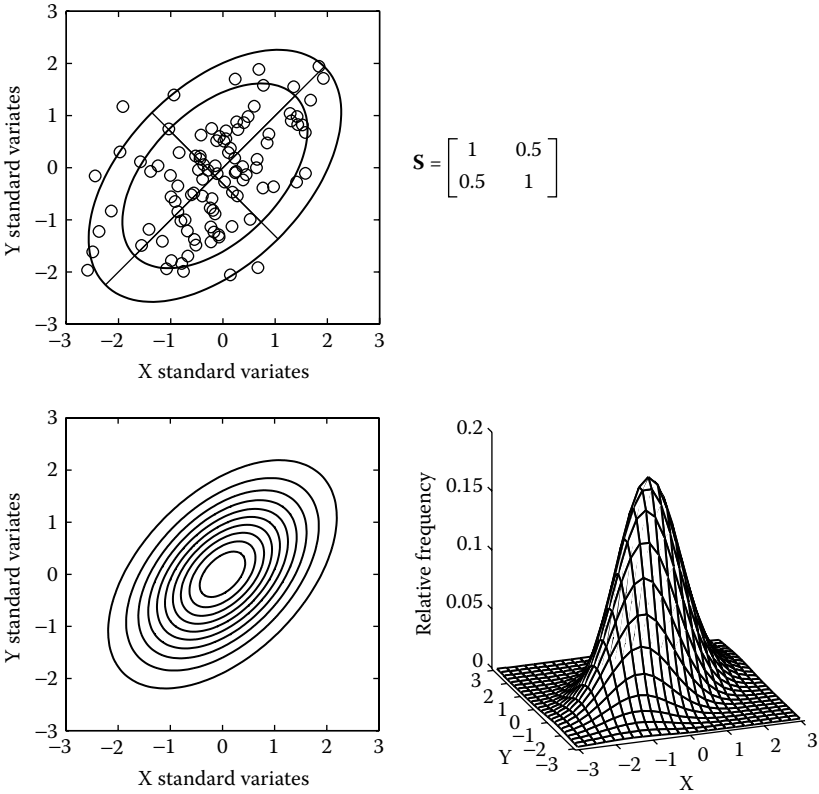 3
2
1
0
−1
−2
−3
Y standard variates
−3 −2 −1 0 1 2 3
X standard variates
S = [ 1 0.5
0.5 1 ]
3
2
1
0
−1
−2
−3
Y standard variates
−3 −2 −1 0 1 2 3
X standard variates
0.2
0.15
0.1
0.05
0
Relative frequency
3
2
1
0
−1
−2
−3
Y
−3 −2 −1 0 1 2 3
X